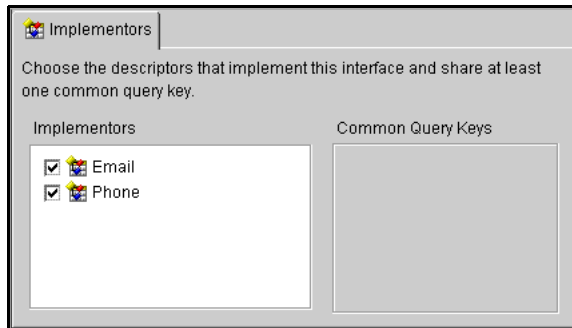 Implementors
Choose the descriptors that implement this interface and share at least
one common query key.
Implementors
Common Query Keys
Email
Phone